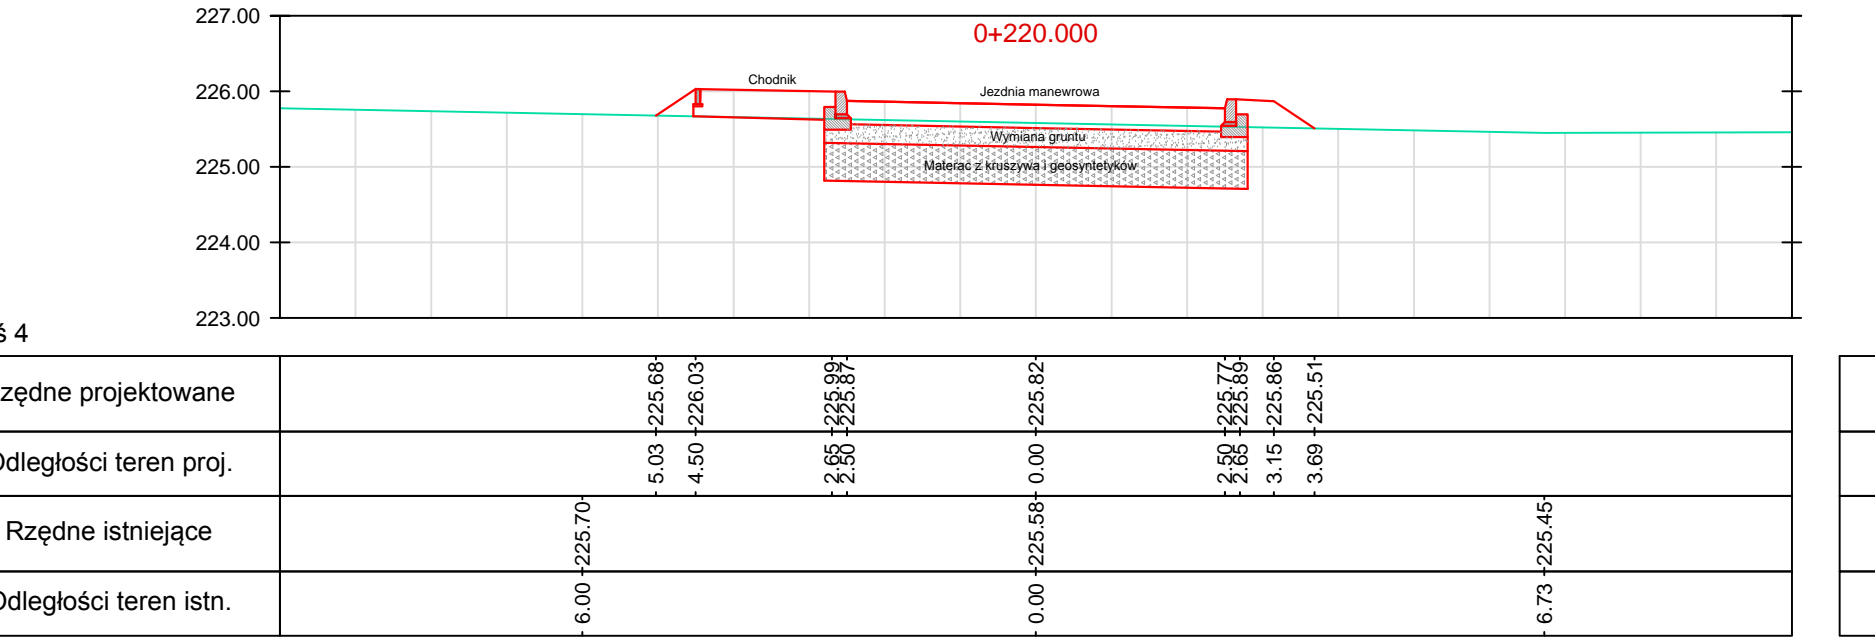 227.00
0+220.000
226.00
Chodnik
Jezdnia manewrowa
Wymiana gruntu
225.00
Materac z kruszywa i geosyntetyków
224.00
223.00
ś 4
zędne projektowane
225.68 226.03 225.99 225.87 225.82 225.77 225.89 225.86 225.51
Odległości teren proj.
5.03 4.50 2.65 2.50 0.00 2.50 2.65 3.15 3.69
Rzędne istniejące
225.70 225.58 225.45
Odległości teren istn.
6.00 0.00 6.73